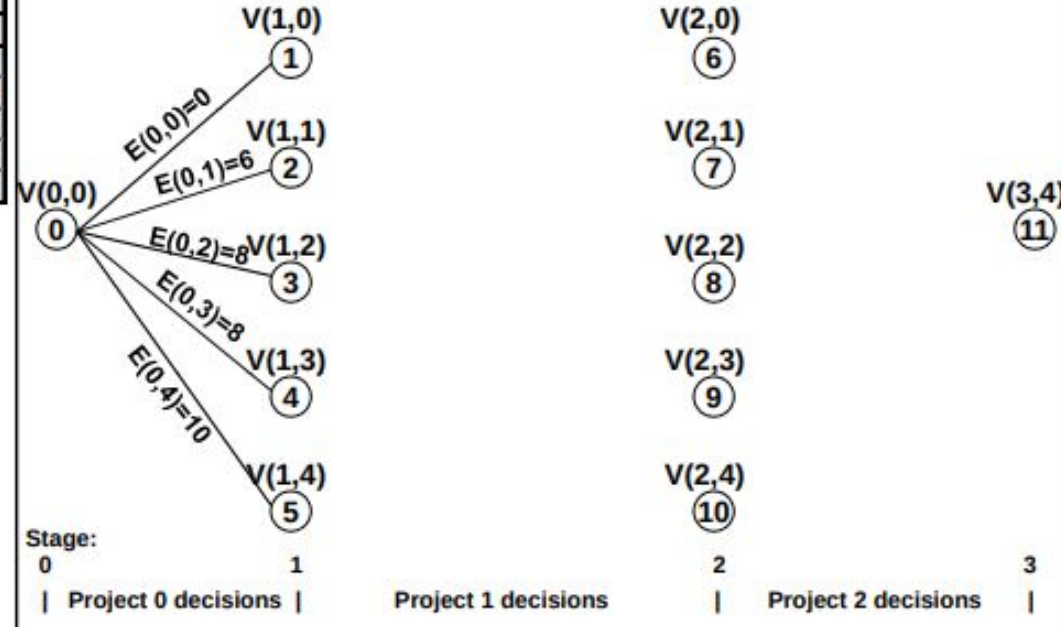 V(1,0)
1
V(2,0)
6
E(0,0)=0
V(1,1)
2
V(2,1)
7
E(0,1)=6
V(0,0)
0
V(3,4)
11
E(0,2)=8
V(1,2)
3
V(2,2)
8
E(0,3)=8
V(1,3)
4
V(2,3)
9
E(0,4)=10
V(1,4)
5
V(2,4)
10
Stage:
0 1 2 3
| Project 0 decisions | Project 1 decisions | Project 2 decisions |